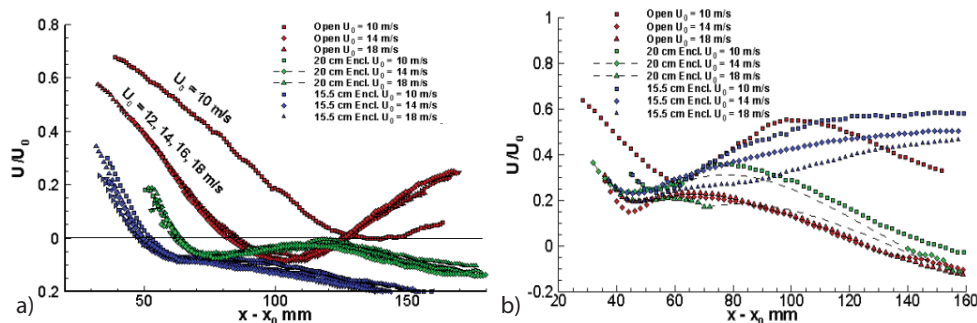 0.8
0.6
0.4
0.2
0
0.2
U/U0
50
100
150
x - x0 mm
a)
U0 = 10 m/s
U0 = 12, 14, 16, 18 m/s
Open U0 = 10 m/s
Open U0 = 14 m/s
Open U0 = 18 m/s
20 cm Encl. U0 = 10 m/s
20 cm Encl. U0 = 14 m/s
20 cm Encl. U0 = 18 m/s
15.5 cm Encl. U0 = 10 m/s
15.5 cm Encl. U0 = 14 m/s
15.5 cm Encl. U0 = 18 m/s
1
0.8
0.6
0.4
0.2
0
-0.2
U/U0
20
40
60
80
100
120
140
160
x - x0 mm
b)
Open U0 = 10 m/s
Open U0 = 14 m/s
Open U0 = 18 m/s
20 cm Encl. U0 = 10 m/s
20 cm Encl. U0 = 14 m/s
20 cm Encl. U0 = 18 m/s
15.5 cm Encl. U0 = 10 m/s
15.5 cm Encl. U0 = 14 m/s
15.5 cm Encl. U0 = 18 m/s